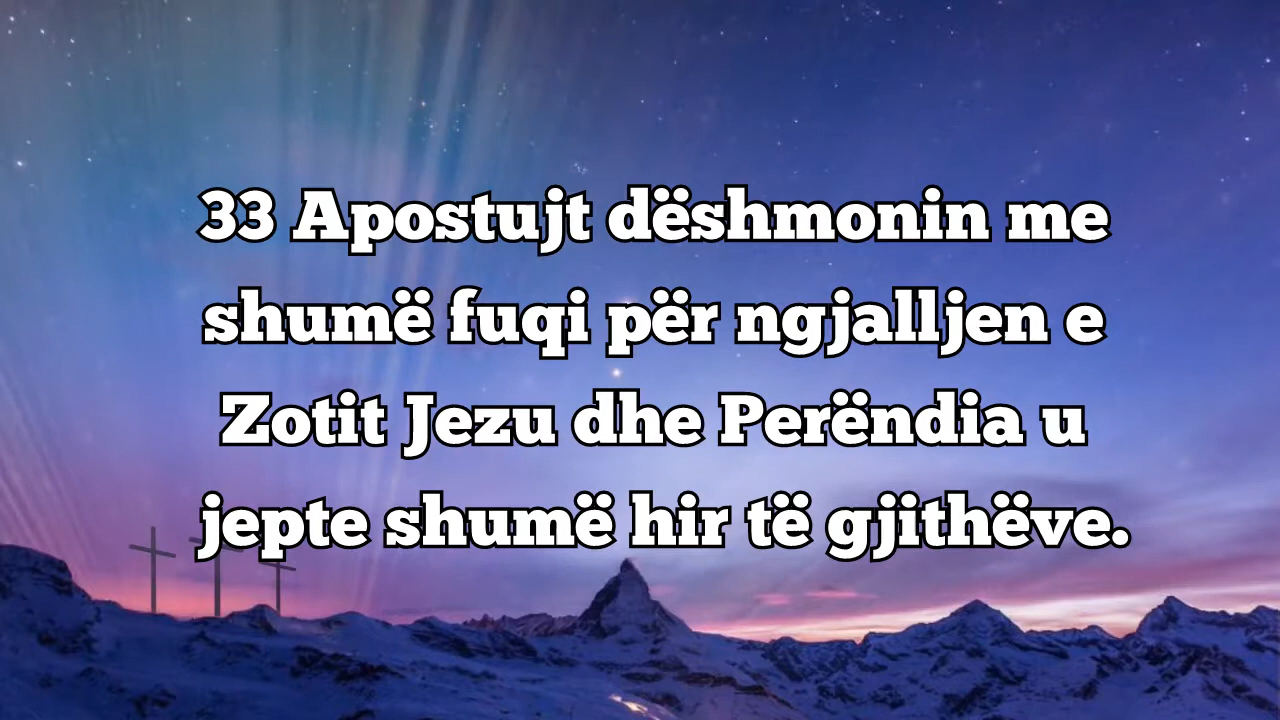 33 Apostujt dëshmonin me
shumë fuqi për ngjalljen e
Zotit Jezu dhe Perëndia u
jepte shumë hir të gjithëve.